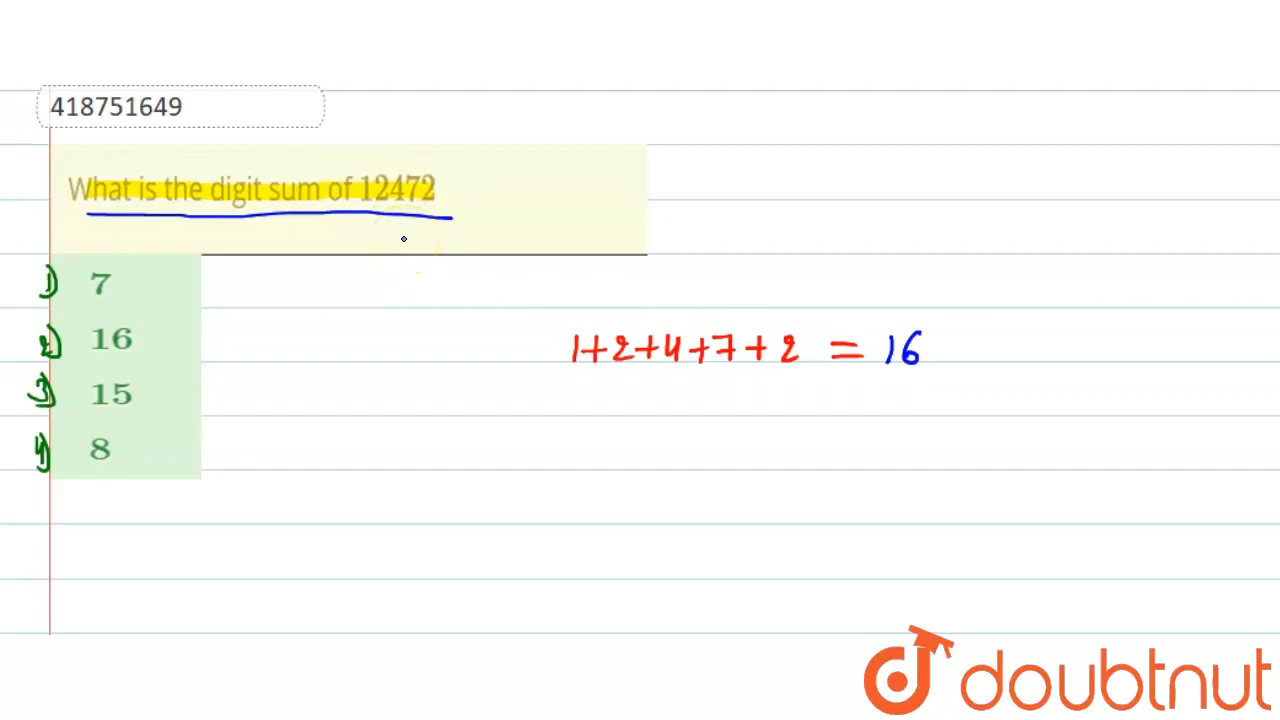 418751649
What is the digit sum of 12472
1) 7
2) 16
3) 15
4) 8
1+2+4+7+2 = 16
doubtnut